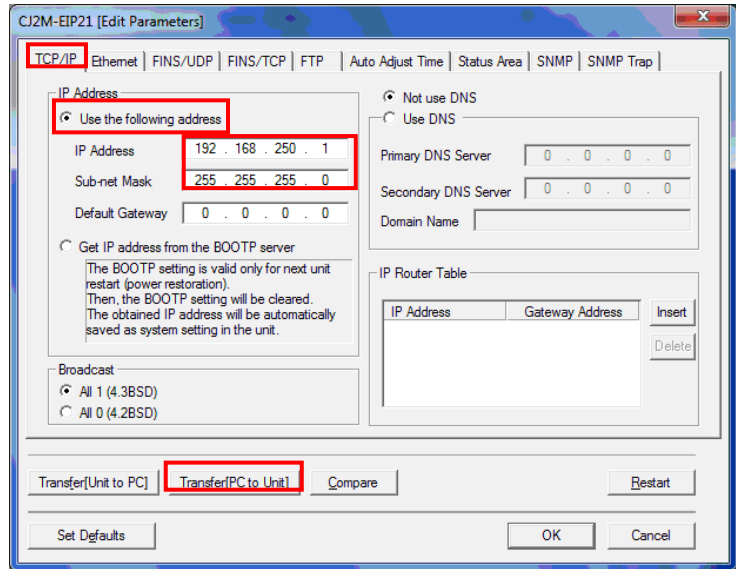 CJ2M-EIP21 [Edit Parameters]
TCP/IP Ethernet FINS/UDP FINS/TCP FTP Auto Adjust Time Status Area SNMP SNMP Trap
IP Address
Use the following address
IP Address 192 . 168 . 250 . 1
Sub-net Mask 255 . 255 . 255 . 0
Default Gateway 0 . 0 . 0 . 0
Get IP address from the BOOTP server
The BOOTP setting is valid only for next unit
restart (power restoration).
Then, the BOOTP setting will be cleared.
The obtained IP address will be automatically
saved as system setting in the unit.
Broadcast
All 1 (4.3BSD)
All 0 (4.2BSD)
Not use DNS
Use DNS
Primary DNS Server 0 . 0 . 0 . 0
Secondary DNS Server 0 . 0 . 0 . 0
Domain Name
IP Router Table
IP Address Gateway Address
Insert
Delete
Transfer[Unit to PC] Transfer[PC to Unit] Compare Restart
Set Defaults OK Cancel